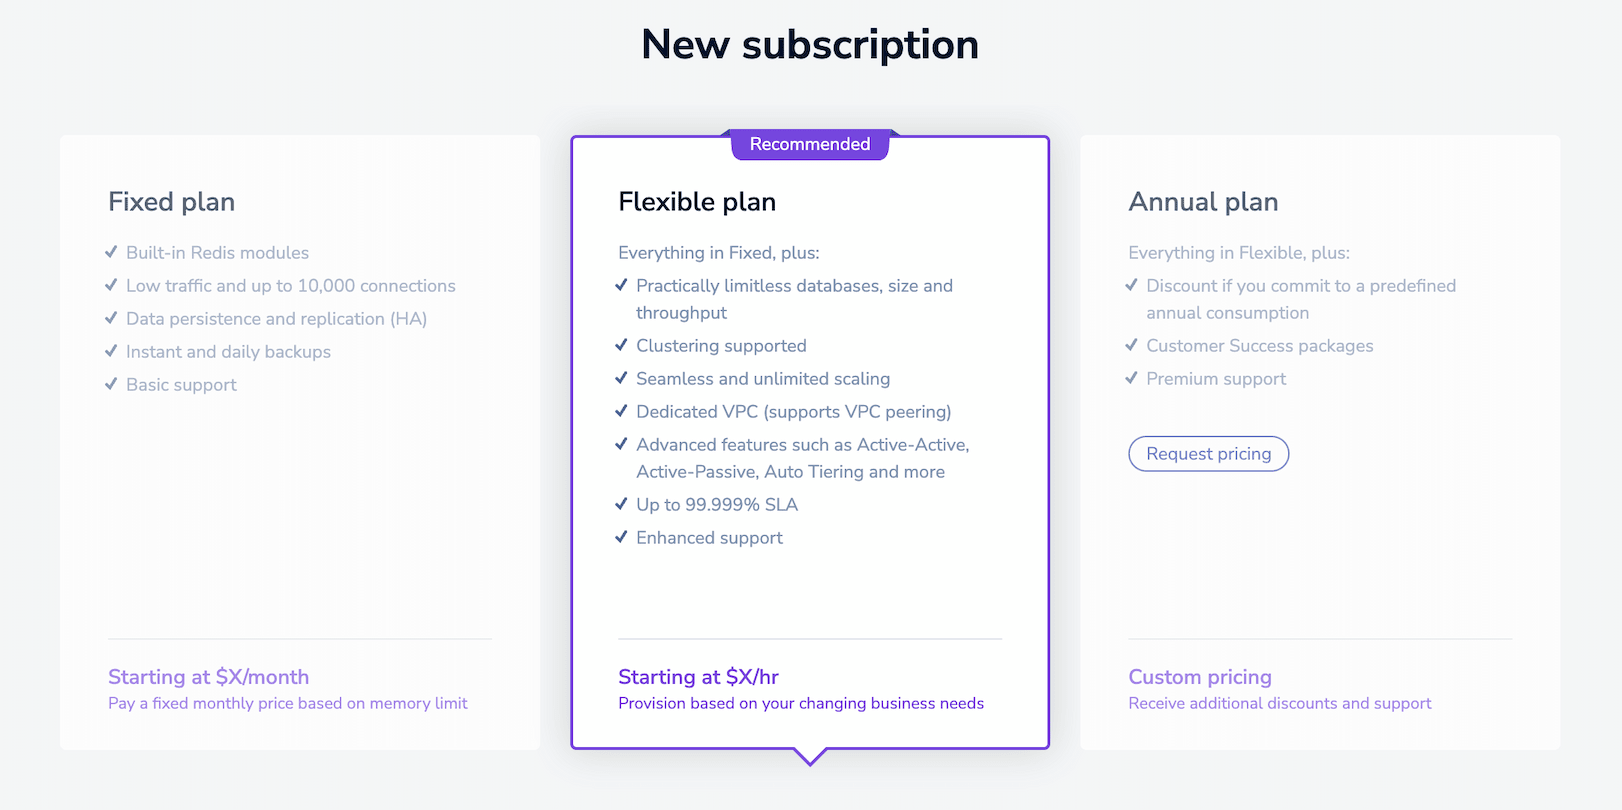 New subscription
Fixed plan
Built-in Redis modules
Low traffic and up to 10,000 connections
Data persistence and replication (HA)
Instant and daily backups
Basic support
Starting at $X/month
Pay a fixed monthly price based on memory limit
Recommended
Flexible plan
Everything in Fixed, plus:
Practically limitless databases, size and
throughput
Clustering supported
Seamless and unlimited scaling
Dedicated VPC (supports VPC peering)
Advanced features such as Active-Active,
Active-Passive, Auto Tiering and more
Up to 99.999% SLA
Enhanced support
Starting at $X/hr
Provision based on your changing business needs
Annual plan
Everything in Flexible, plus:
Discount if you commit to a predefined
annual consumption
Customer Success packages
Premium support
Request pricing
Custom pricing
Receive additional discounts and support